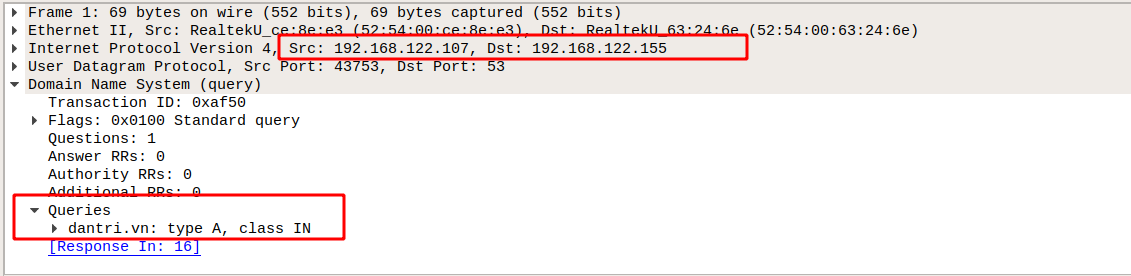 Frame 1: 69 bytes on wire (552 bits), 69 bytes captured (552 bits)
Ethernet II, Src: RealtekU_ce:8e:e3 (52:54:00:ce:8e:e3), Dst: RealtekU_63:24:6e (52:54:00:63:24:6e)
Internet Protocol Version 4, Src: 192.168.122.107, Dst: 192.168.122.155
User Datagram Protocol, Src Port: 43753, Dst Port: 53
Domain Name System (query)
Transaction ID: 0xaf50
Flags: 0x0100 Standard query
Questions: 1
Answer RRs: 0
Authority RRs: 0
Additional RRs: 0
Queries
dantri.vn: type A, class IN
[Response In: 16]